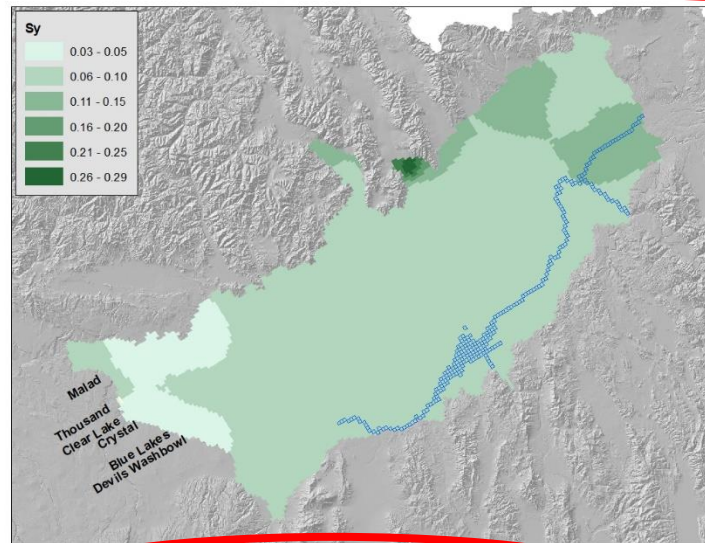 Sy
0.03 - 0.05
0.06 - 0.10
0.11 - 0.15
0.16 - 0.20
0.21 - 0.25
0.26 - 0.29
Malad
Thousand
Clear Lake
Crystal
Blue Lakes
Devils Washbowl